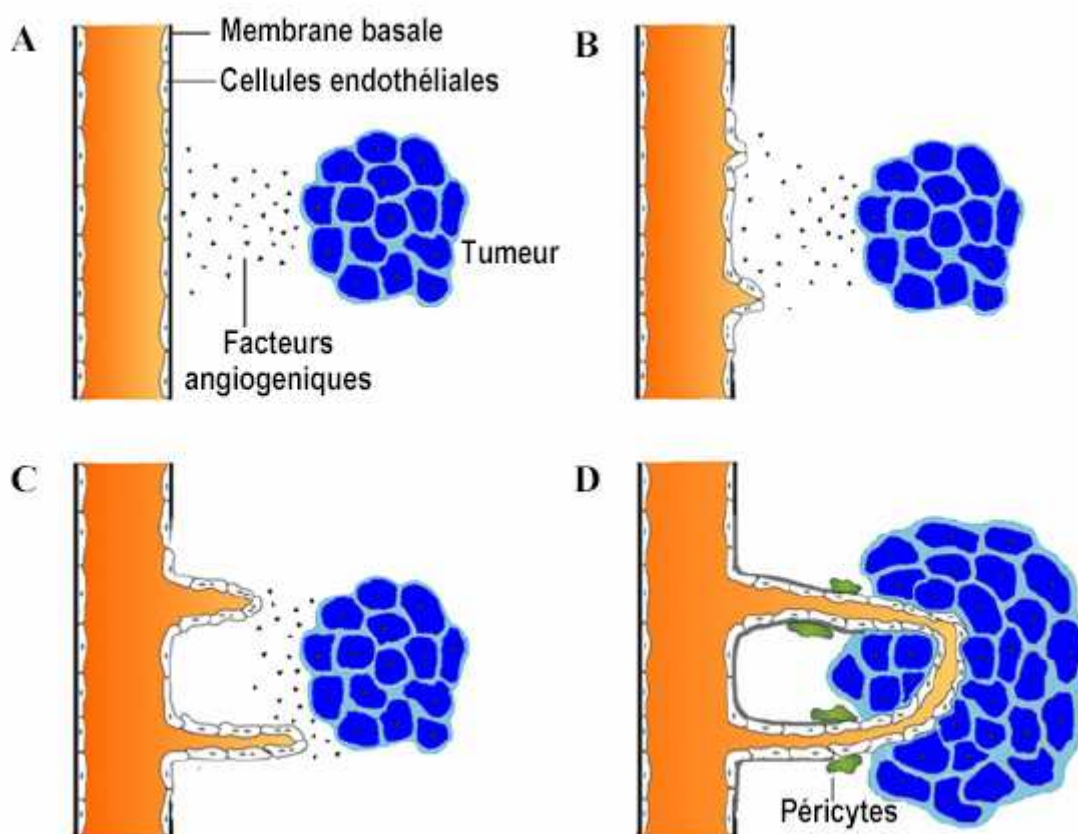 A
Membrane basale
Cellules endothéliales
Tumeur
Facteurs
angiogeniques
B
C
D
Péricytes